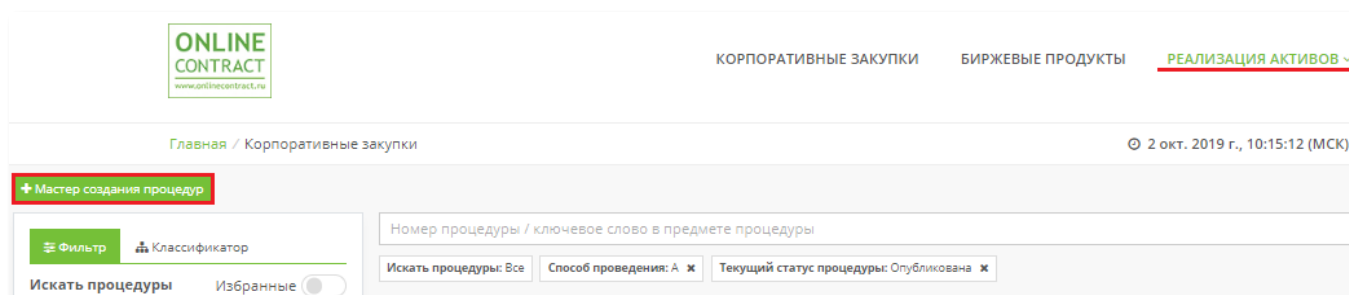 ONLINE
CONTRACT
www.onlinecontract.ru
КОРПОРАТИВНЫЕ ЗАКУПКИ БИРЖЕВЫЕ ПРОДУКТЫ РЕАЛИЗАЦИЯ АКТИВОВ
Главная / Корпоративные закупки 2 окт. 2019 г., 10:15:12 (МСК)
+ Мастер создания процедур
Номер процедуры / ключевое слово в предмете процедуры
Фильтр Классификатор
Искать процедуры: Все Способ проведения: А × Текущий статус процедуры: Опубликована ×
Искать процедуры Избранные